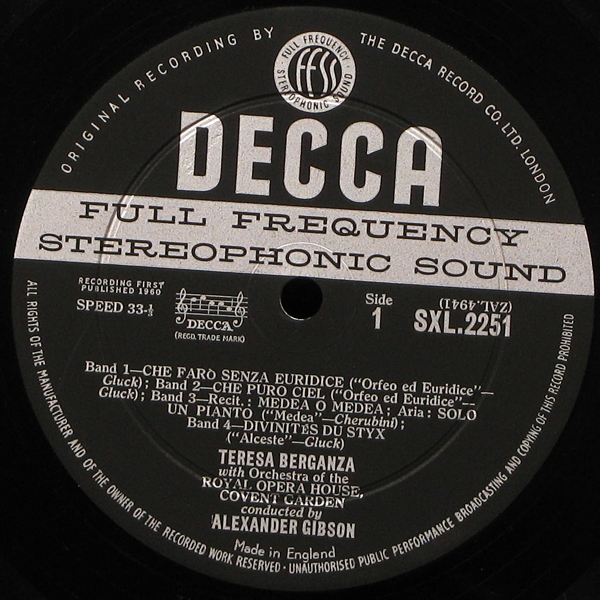 ORIGINAL RECORDING BY
THE DECCA RECORD CO. LTD. LONDON
FULL FREQUENCY
ffss
STEREOPHONIC SOUND
DECCA
FULL FREQUENCY
STEREOPHONIC SOUND
RECORDING FIRST
PUBLISHED 1960
SPEED 33-⅓
DECCA
(REGD. TRADE MARK)
Side
1
(ZAL.4941)
SXL.2251
Band 1—CHE FARÒ SENZA EURIDICE ("Orfeo ed Euridice"—
Gluck); Band 2—CHE PURO CIEL ("Orfeo ed Euridice"--
Gluck); Band 3—Recit.: MEDEA O MEDEA; Aria: SOLO
UN PIANTO ("Medea"—Cherubini);
Band 4—DIVINITÉS DU STYX
("Alceste"—Gluck)
TERESA BERGANZA
with Orchestra of the
ROYAL OPERA HOUSE,
COVENT GARDEN
conducted by
ALEXANDER GIBSON
Made in England
ALL RIGHTS OF THE MANUFACTURER AND OF THE OWNER OF THE RECORDED WORK RESERVED · UNAUTHORISED PUBLIC PERFORMANCE BROADCASTING AND COPYING OF THIS RECORD PROHIBITED